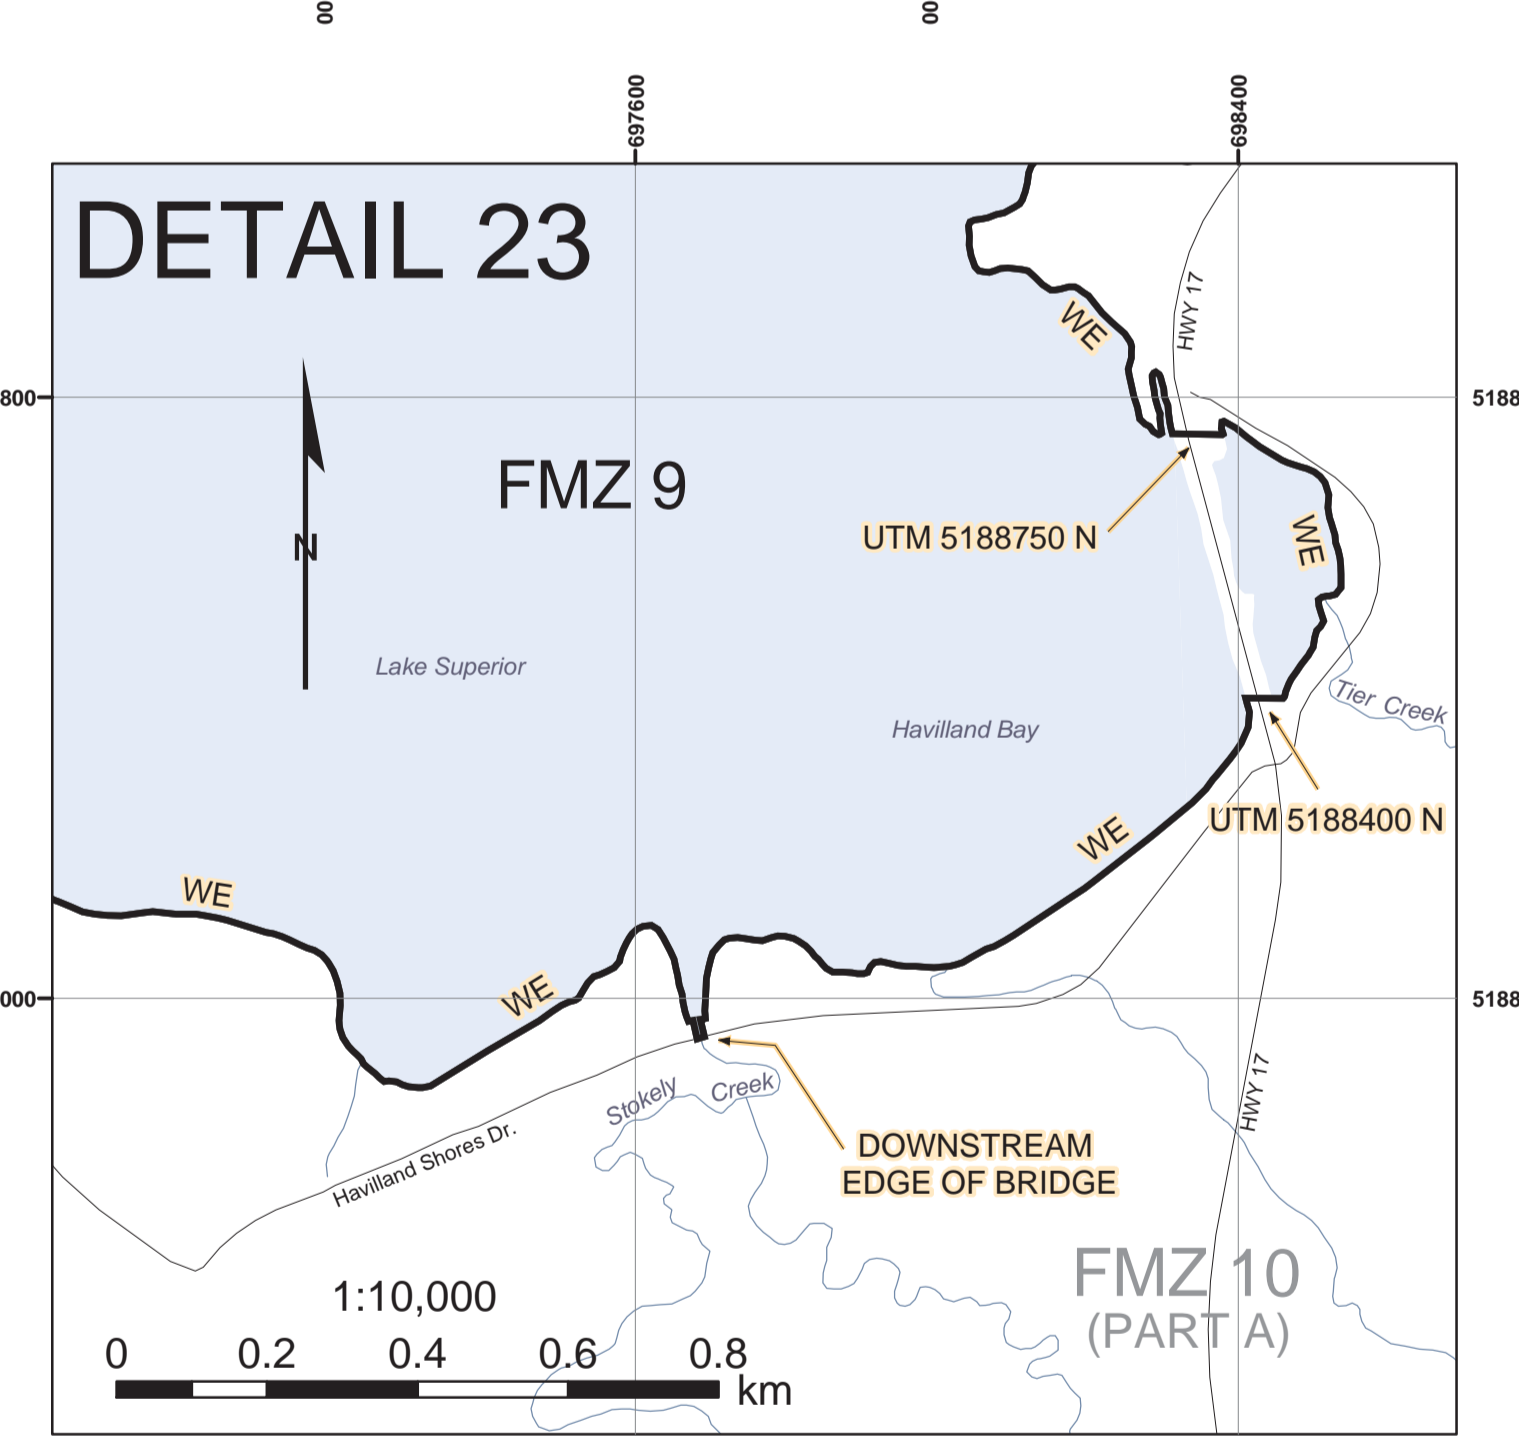 00
00
697600
698400
DETAIL 23
WE
HWY 17
800
5188
FMZ 9
UTM 5188750 N
WE
N
Lake Superior
Tier Creek
Havilland Bay
UTM 5188400 N
WE
WE
WE
000
5188
Stokely Creek
HWY 17
Havilland Shores Dr.
DOWNSTREAM
EDGE OF BRIDGE
FMZ 10
(PART A)
1:10,000
0 0.2 0.4 0.6 0.8
km